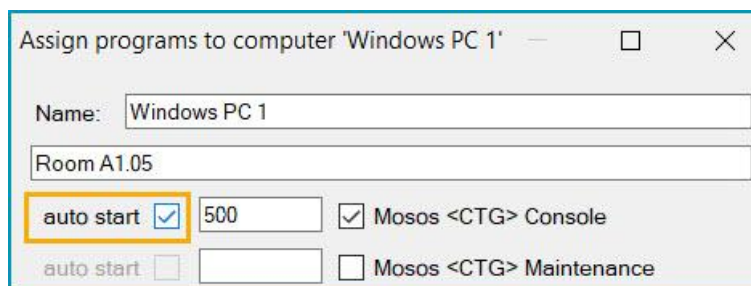 Assign programs to computer 'Windows PC 1'
Name: Windows PC 1
Room A1.05
auto start 500 Mosos <CTG> Console
auto start Mosos <CTG> Maintenance